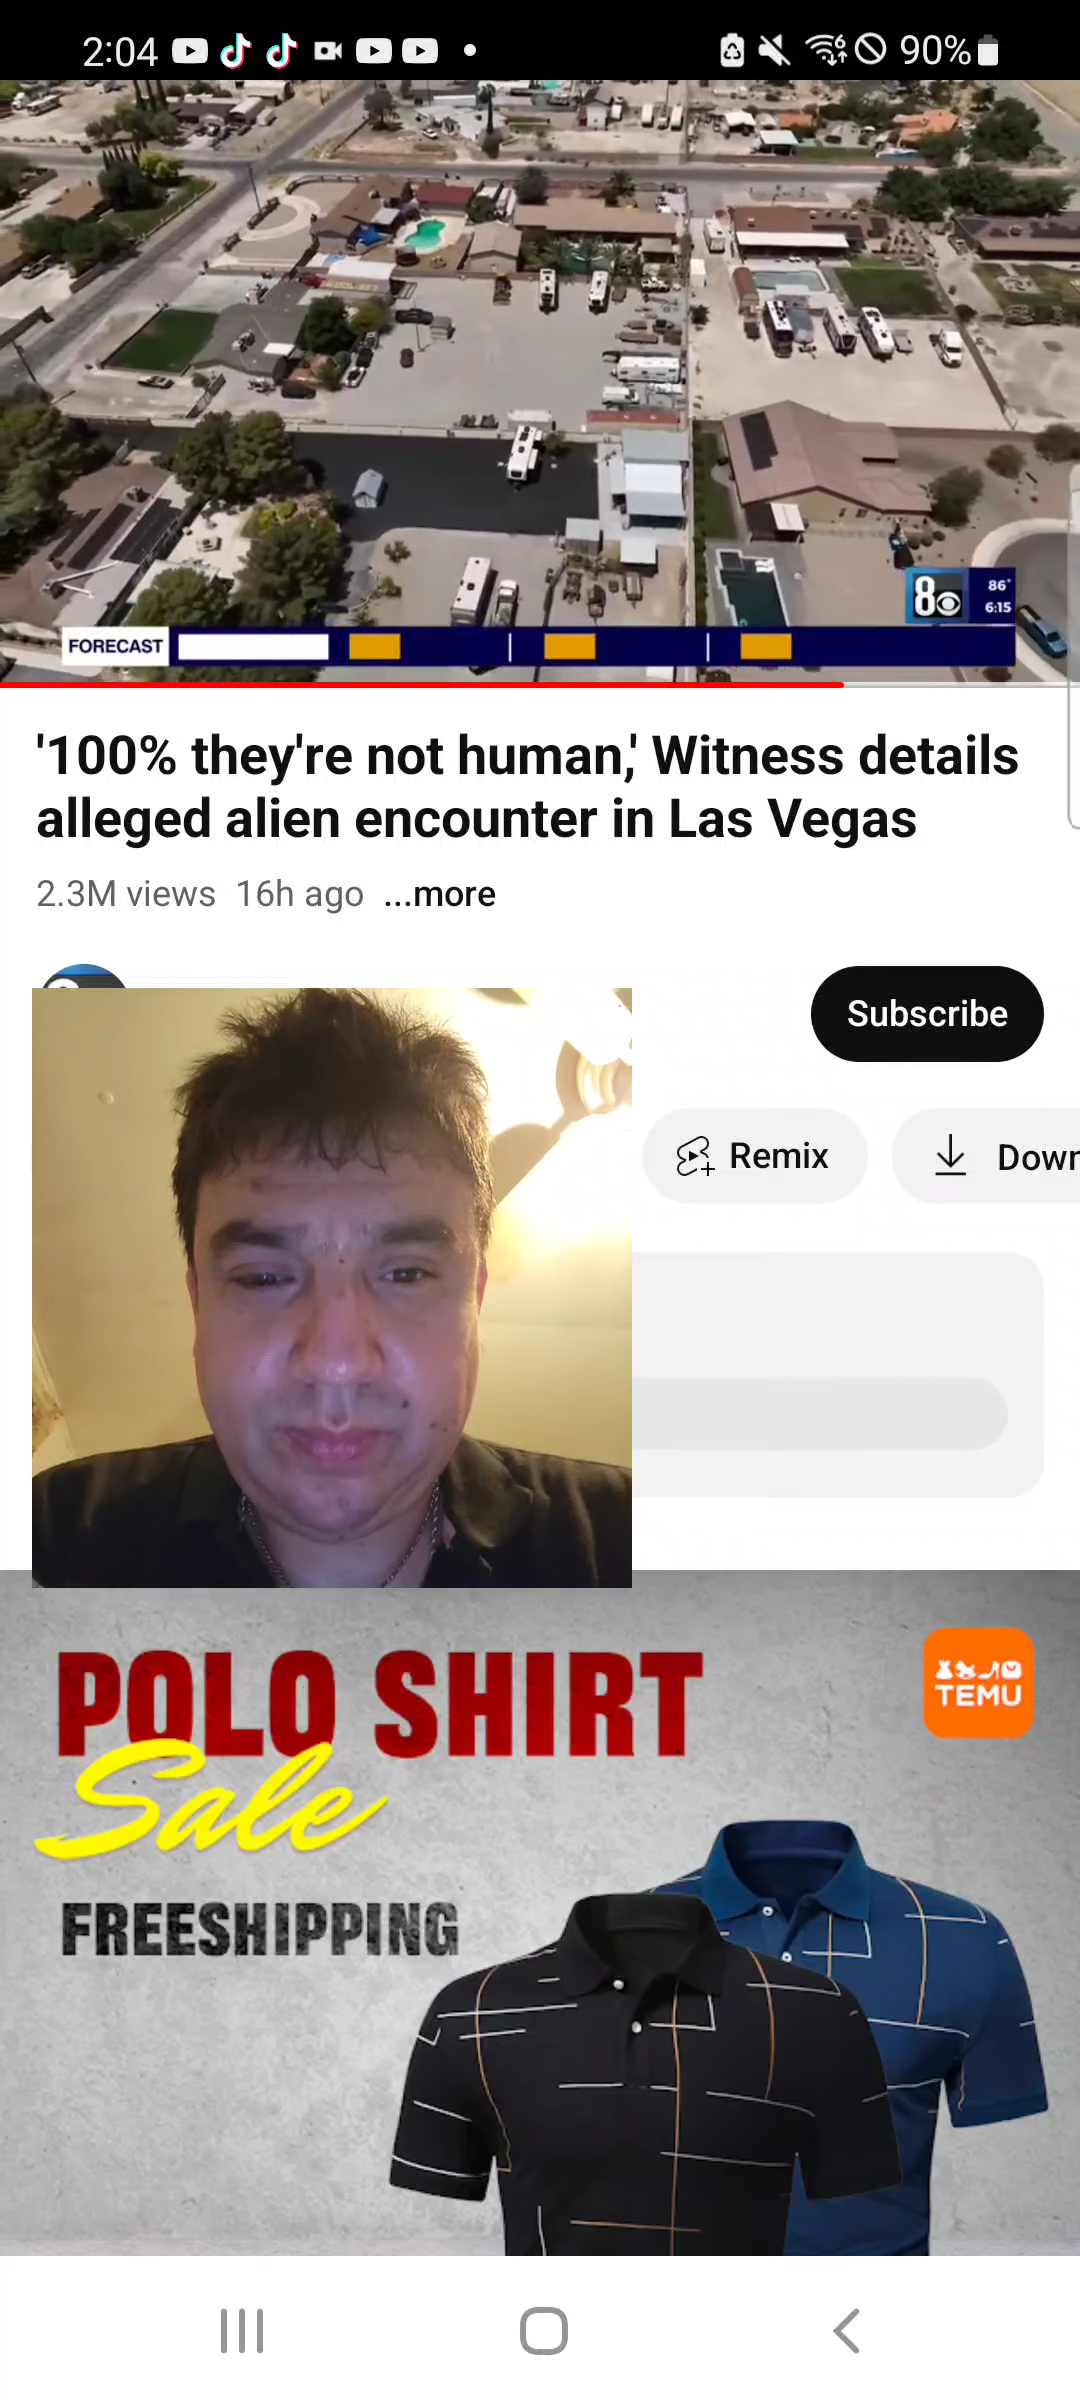 2:04
90%
8
86°
6:15
FORECAST
'100% they're not human,' Witness details
alleged alien encounter in Las Vegas
2.3M views 16h ago ...more
Subscribe
Remix
Down
POLO SHIRT
Sale
TEMU
FREESHIPPING